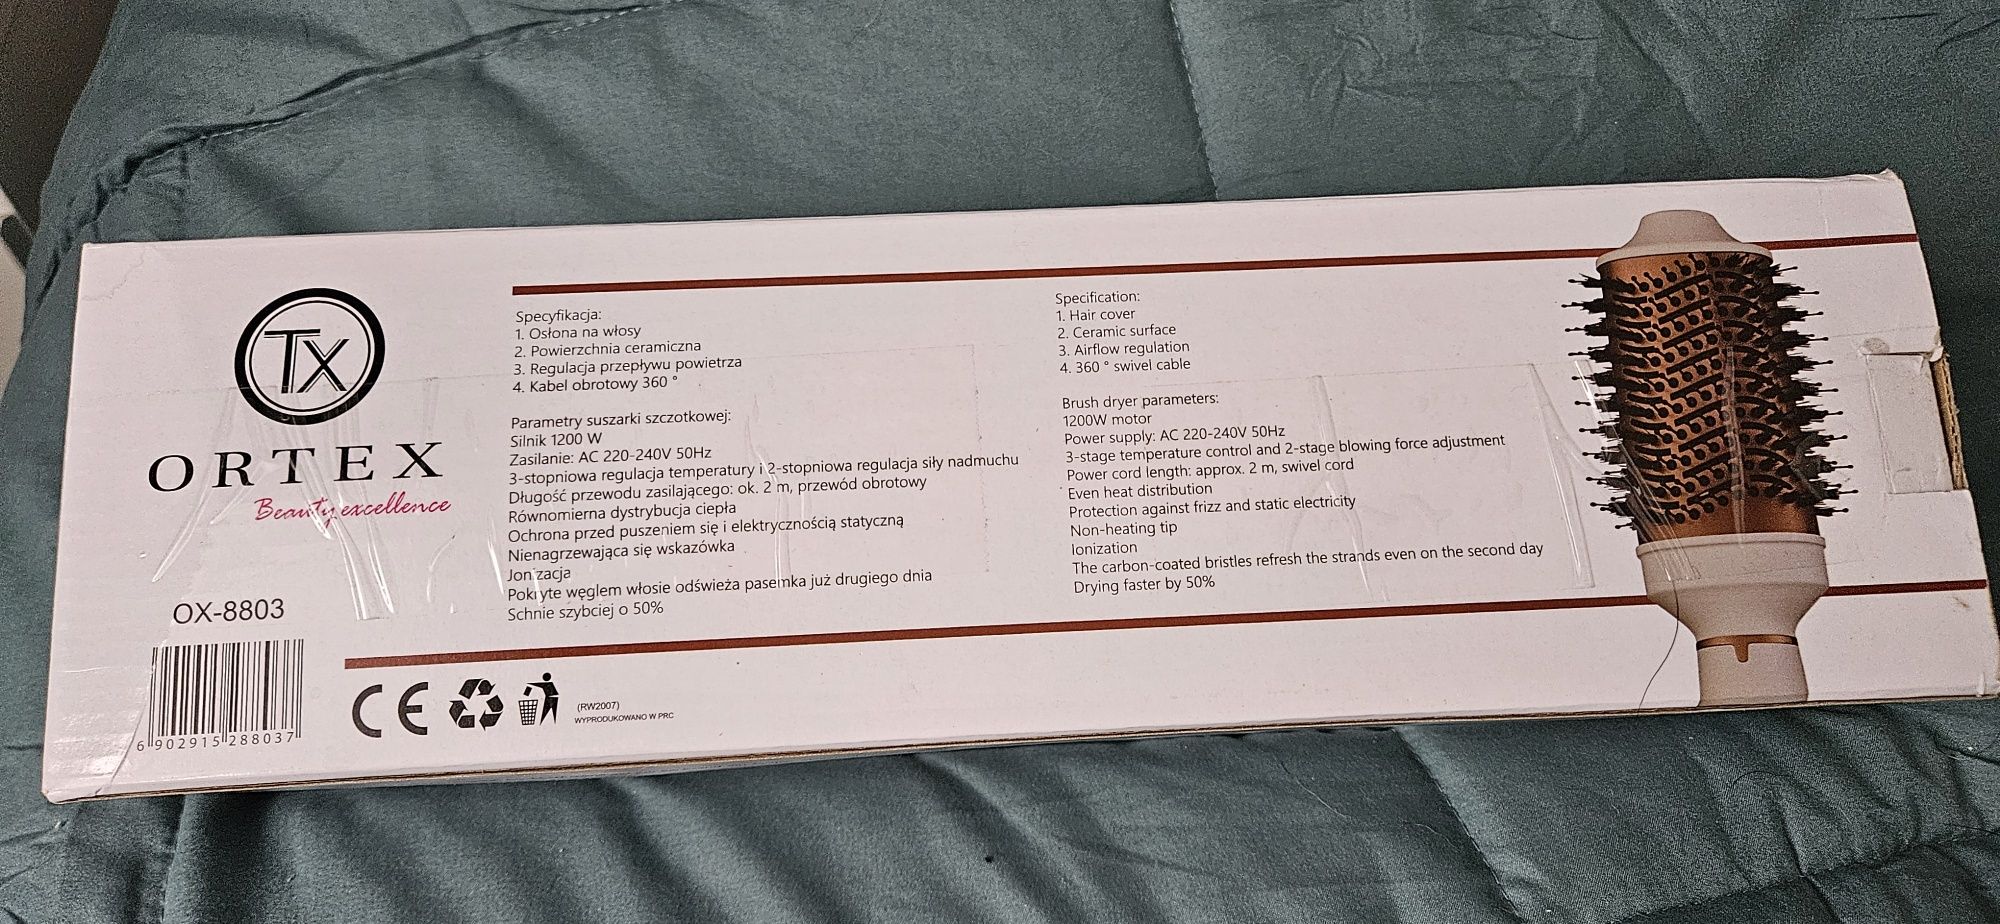 TX
ORTEX
Beauty excellence
OX-8803
6 902915 288037
Specyfikacja:
1. Osłona na włosy
2. Powierzchnia ceramiczna
3. Regulacja przepływu powietrza
4. Kabel obrotowy 360 °
Parametry suszarki szczotkowej:
Silnik 1200 W
Zasilanie: AC 220-240V 50Hz
3-stopniowa regulacja temperatury i 2-stopniowa regulacja siły nadmuchu
Długość przewodu zasilającego: ok. 2 m, przewód obrotowy
Równomierna dystrybucja ciepła
Ochrona przed puszeniem się i elektrycznością statyczną
Nienagrzewająca się wskazówka
Jonizacja
Pokryte węglem włosie odświeża pasemka już drugiego dnia
Schnie szybciej o 50%
CE
(RW2007)
WYPRODUKOWANO W PRC
Specification:
1. Hair cover
2. Ceramic surface
3. Airflow regulation
4. 360 ° swivel cable
Brush dryer parameters:
1200W motor
Power supply: AC 220-240V 50Hz
3-stage temperature control and 2-stage blowing force adjustment
Power cord length: approx. 2 m, swivel cord
Even heat distribution
Protection against frizz and static electricity
Non-heating tip
Ionization
The carbon-coated bristles refresh the strands even on the second day
Drying faster by 50%